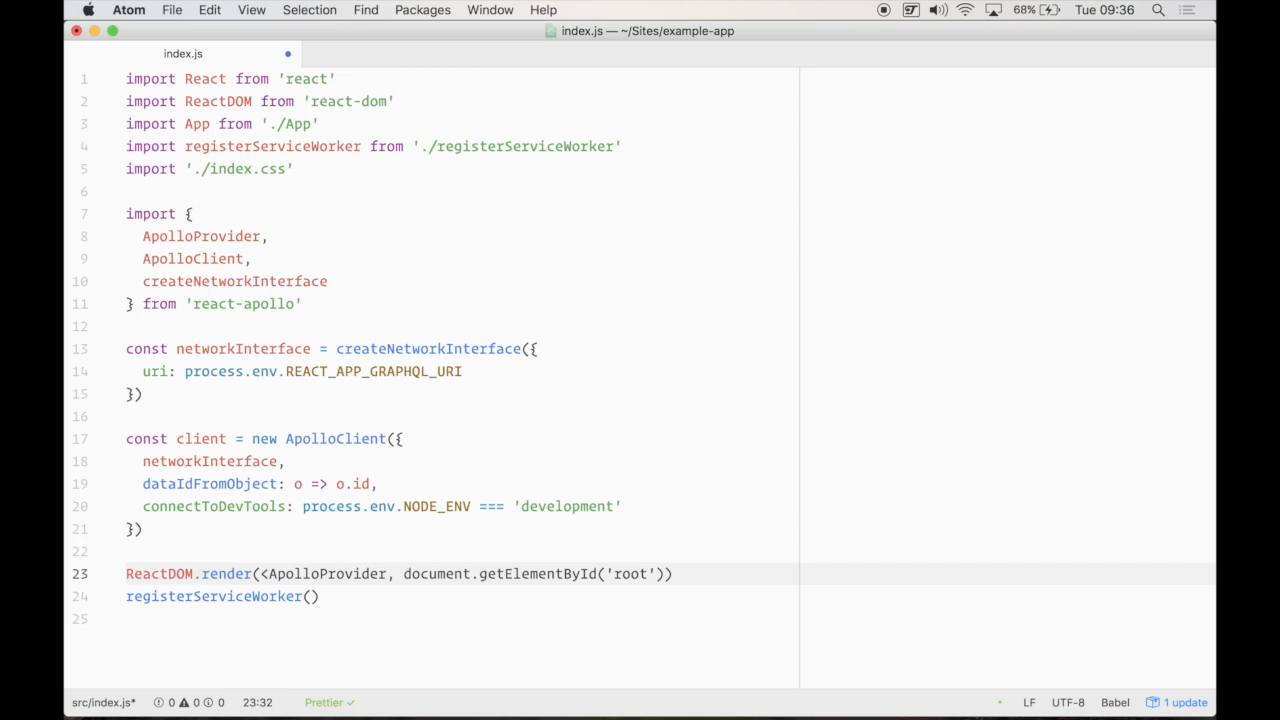 Atom File Edit View Selection Find Packages Window Help 68% Tue 09:36
index.js — ~/Sites/example-app
index.js
1 import React from 'react'
2 import ReactDOM from 'react-dom'
3 import App from './App'
4 import registerServiceWorker from './registerServiceWorker'
5 import './index.css'
6
7 import {
8 ApolloProvider,
9 ApolloClient,
10 createNetworkInterface
11 } from 'react-apollo'
12
13 const networkInterface = createNetworkInterface({
14 uri: process.env.REACT_APP_GRAPHQL_URI
15 })
16
17 const client = new ApolloClient({
18 networkInterface,
19 dataIdFromObject: o => o.id,
20 connectToDevTools: process.env.NODE_ENV === 'development'
21 })
22
23 ReactDOM.render(<ApolloProvider, document.getElementById('root'))
24 registerServiceWorker()
25
src/index.js* 0 0 0 23:32 Prettier ✓ LF UTF-8 Babel 1 update